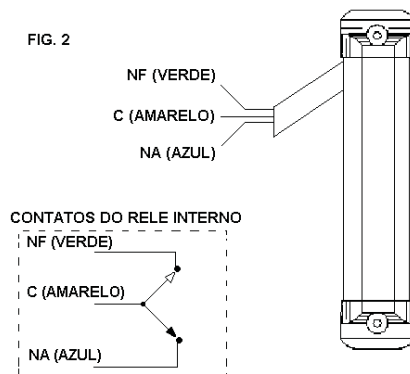 FIG. 2
NF (VERDE)
C (AMARELO)
NA (AZUL)
CONTATOS DO RELE INTERNO
NF (VERDE)
C (AMARELO)
NA (AZUL)